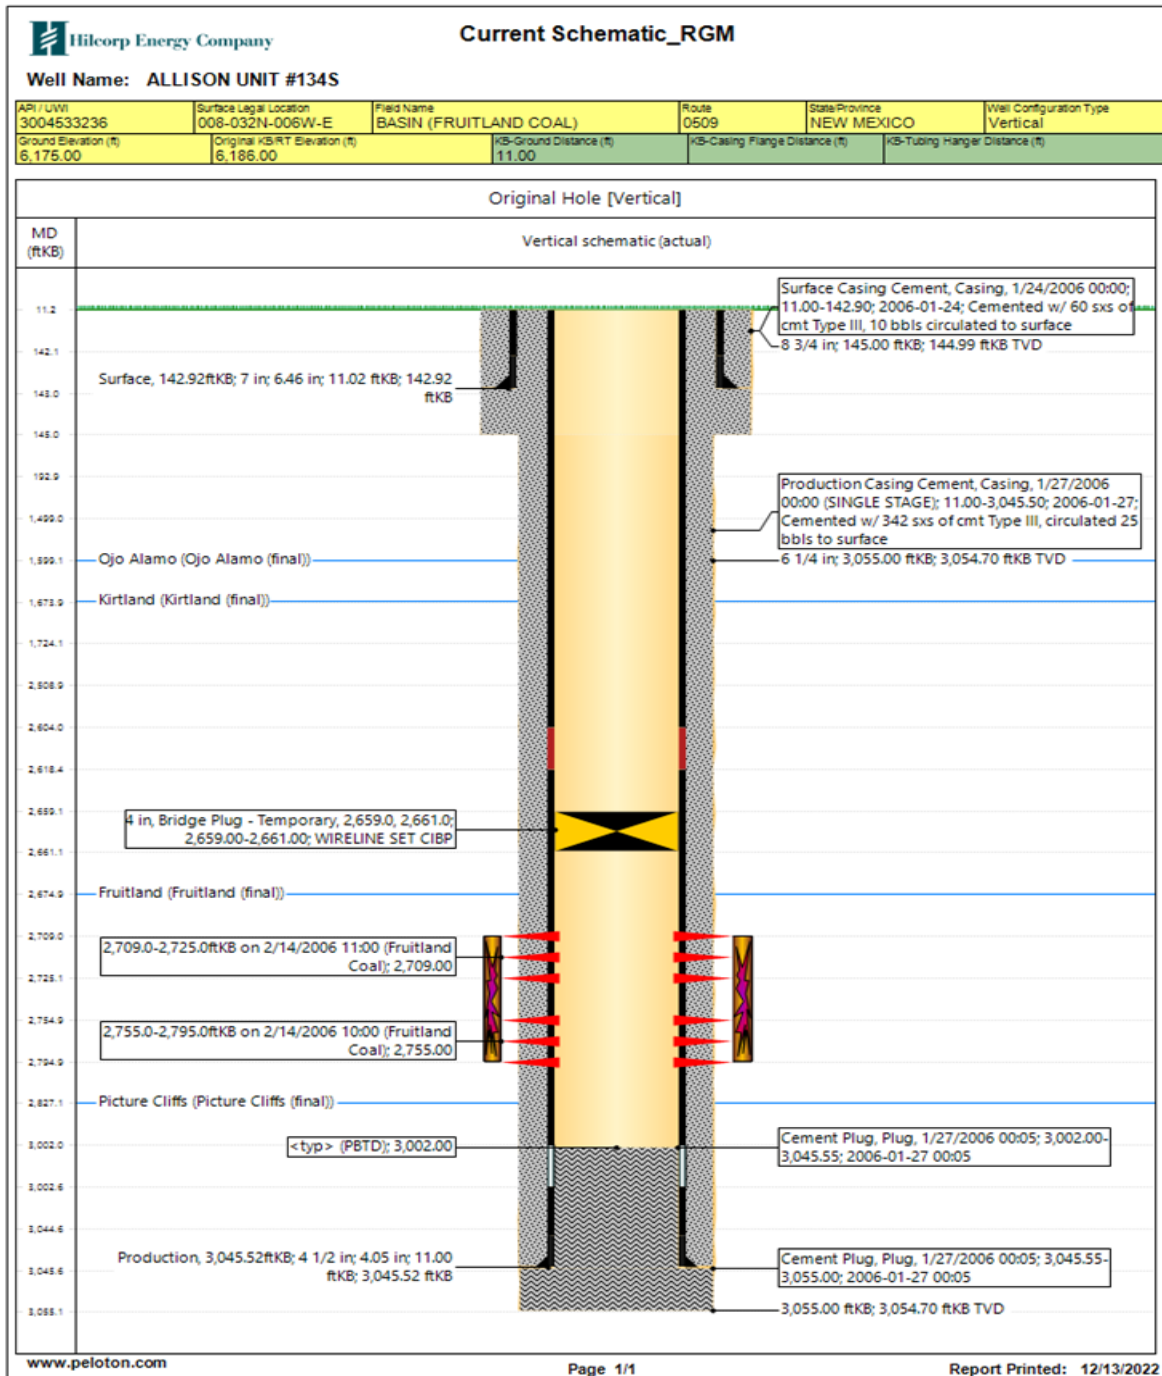 Hilcorp Energy Company
Current Schematic_RGM
Well Name: ALLISON UNIT #134S
API / UWI
3004533236
Surface Legal Location
008-032N-006W-E
Field Name
BASIN (FRUITLAND COAL)
Route
0509
State/Province
NEW MEXICO
Well Configuration Type
Vertical
Ground Elevation (ft)
6,175.00
Original KB/RT Elevation (ft)
6,186.00
KB-Ground Distance (ft)
11.00
KB-Casing Flange Distance (ft)
KB-Tubing Hanger Distance (ft)
Original Hole [Vertical]
MD
(ftKB)
Vertical schematic (actual)
11.2
142.1
143.0
145.0
192.9
1,499.0
1,599.1
1,673.9
1,724.1
2,508.9
2,604.0
2,618.4
2,659.1
2,661.1
2,674.9
2,709.0
2,725.1
2,754.9
2,794.9
2,827.1
3,002.0
3,002.6
3,044.6
3,045.6
3,055.1
Surface Casing Cement, Casing, 1/24/2006 00:00;
11.00-142.90; 2006-01-24; Cemented w/ 60 sxs of
cmt Type III, 10 bbls circulated to surface
8 3/4 in; 145.00 ftKB; 144.99 ftKB TVD
Surface, 142.92ftKB; 7 in; 6.46 in; 11.02 ftKB; 142.92
ftKB
Production Casing Cement, Casing, 1/27/2006
00:00 (SINGLE STAGE); 11.00-3,045.50; 2006-01-27;
Cemented w/ 342 sxs of cmt Type III, circulated 25
bbls to surface
Ojo Alamo (Ojo Alamo (final))
6 1/4 in; 3,055.00 ftKB; 3,054.70 ftKB TVD
Kirtland (Kirtland (final))
4 in, Bridge Plug - Temporary, 2,659.0, 2,661.0;
2,659.00-2,661.00; WIRELINE SET CIBP
Fruitland (Fruitland (final))
2,709.0-2,725.0ftKB on 2/14/2006 11:00 (Fruitland
Coal); 2,709.00
2,755.0-2,795.0ftKB on 2/14/2006 10:00 (Fruitland
Coal); 2,755.00
Picture Cliffs (Picture Cliffs (final))
<typ> (PBTD); 3,002.00
Cement Plug, Plug, 1/27/2006 00:05; 3,002.00-
3,045.55; 2006-01-27 00:05
Production, 3,045.52ftKB; 4 1/2 in; 4.05 in; 11.00
ftKB; 3,045.52 ftKB
Cement Plug, Plug, 1/27/2006 00:05; 3,045.55-
3,055.00; 2006-01-27 00:05
3,055.00 ftKB; 3,054.70 ftKB TVD
www.peloton.com
Page 1/1
Report Printed: 12/13/2022